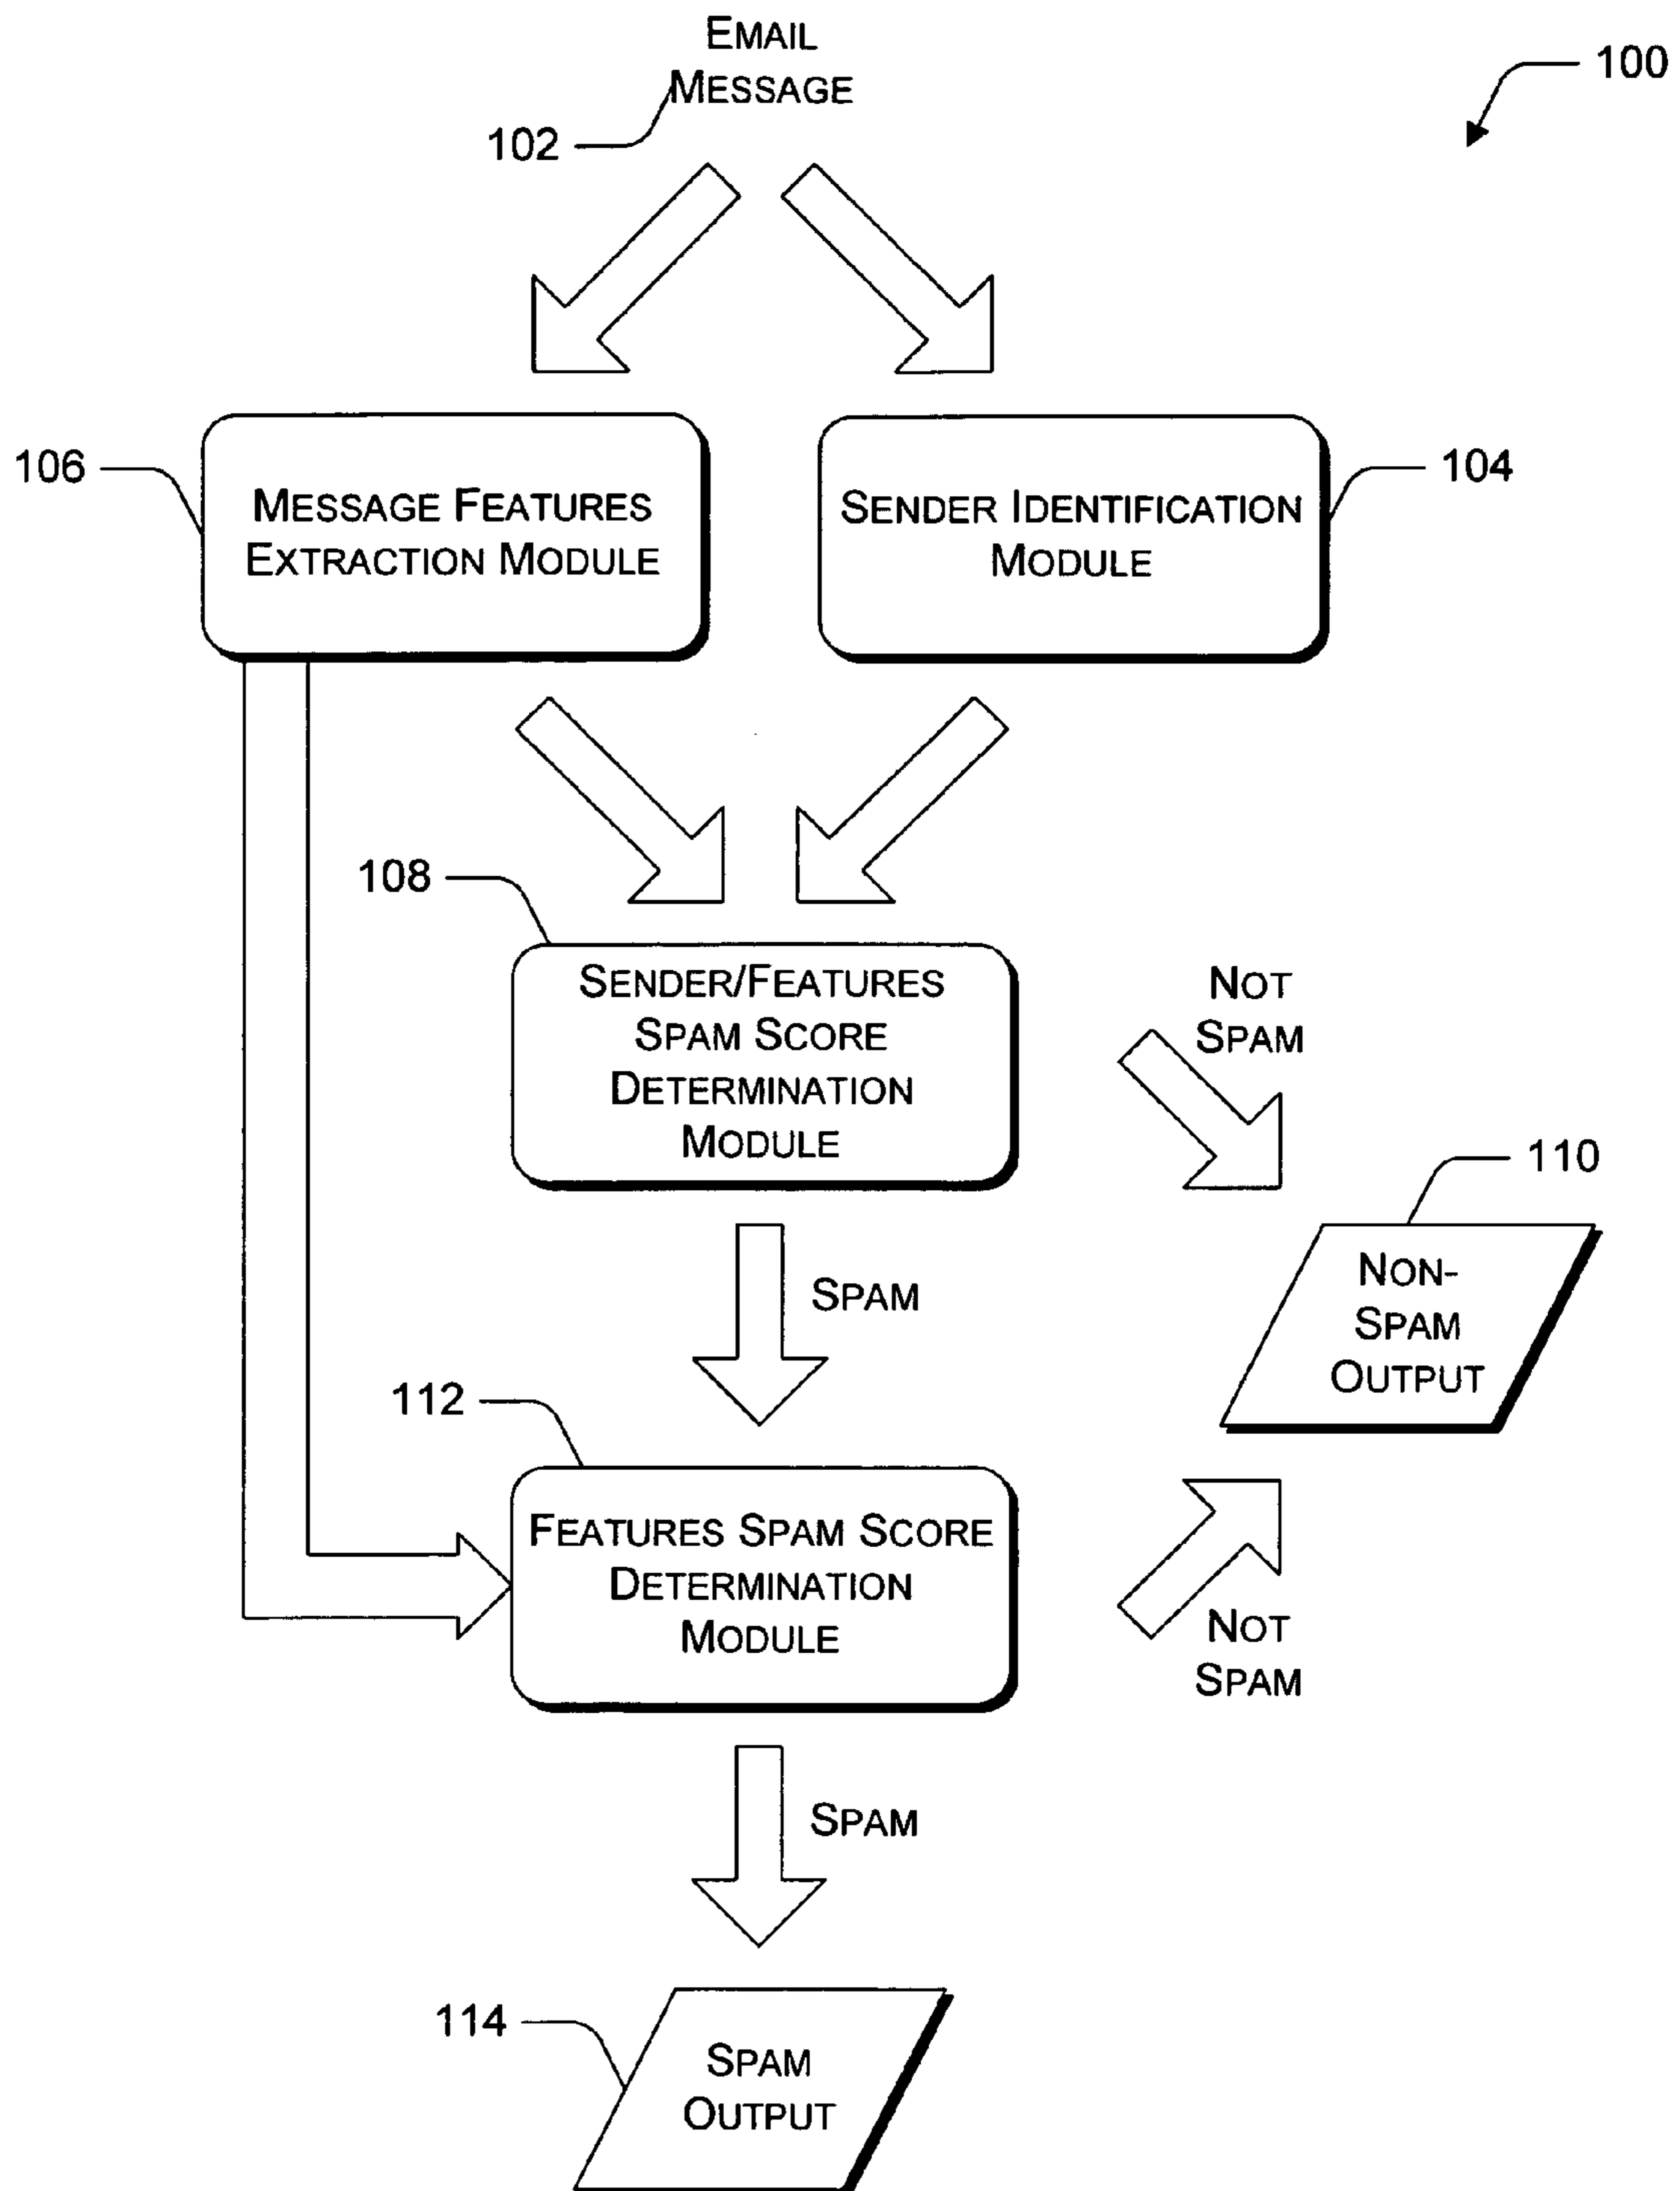 EMAIL
MESSAGE
100
102
106
MESSAGE FEATURES
EXTRACTION MODULE
SENDER IDENTIFICATION
MODULE
104
108
SENDER/FEATURES
SPAM SCORE
DETERMINATION
MODULE
NOT
SPAM
110
NON-
SPAM
OUTPUT
SPAM
112
FEATURES SPAM SCORE
DETERMINATION
MODULE
NOT
SPAM
SPAM
114
SPAM
OUTPUT